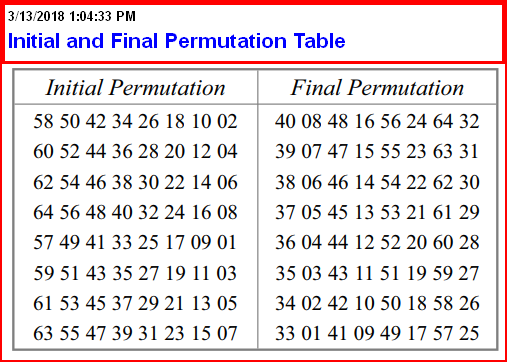 3/13/2018 1:04:33 PM
Initial and Final Permutation Table
Initial Permutation Final Permutation
58 50 42 34 26 18 10 02 40 08 48 16 56 24 64 32
60 52 44 36 28 20 12 04 39 07 47 15 55 23 63 31
62 54 46 38 30 22 14 06 38 06 46 14 54 22 62 30
64 56 48 40 32 24 16 08 37 05 45 13 53 21 61 29
57 49 41 33 25 17 09 01 36 04 44 12 52 20 60 28
59 51 43 35 27 19 11 03 35 03 43 11 51 19 59 27
61 53 45 37 29 21 13 05 34 02 42 10 50 18 58 26
63 55 47 39 31 23 15 07 33 01 41 09 49 17 57 25